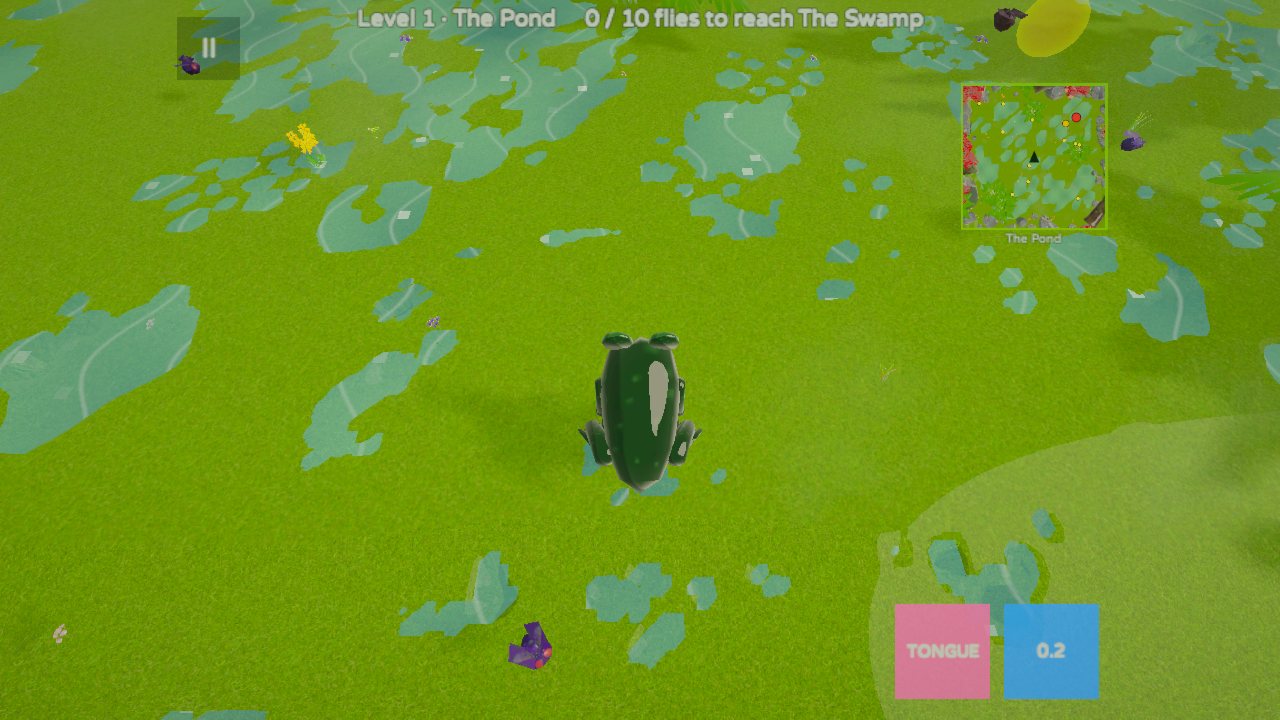 Level 1 · The Pond
0 / 10 flies to reach The Swamp
The Pond
TONGUE
0.2